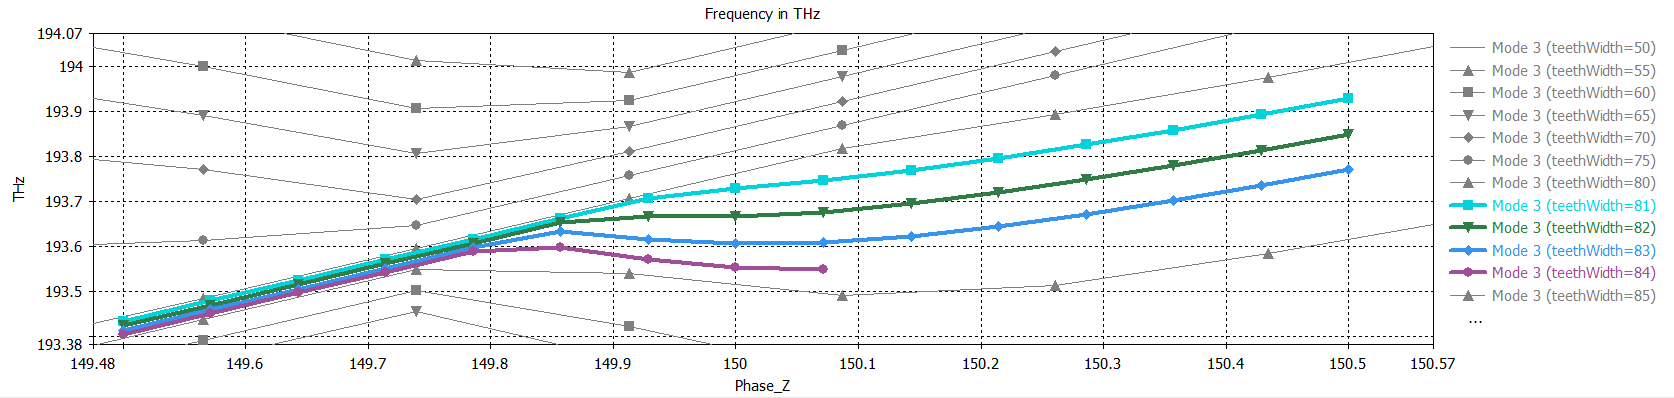 Frequency in THz
194.07
194
193.9
193.8
193.7
193.6
193.5
193.38
THz
149.48
149.6
149.7
149.8
149.9
150
150.1
150.2
150.3
150.4
150.5
150.57
Phase_Z
Mode 3 (teethWidth=50)
Mode 3 (teethWidth=55)
Mode 3 (teethWidth=60)
Mode 3 (teethWidth=65)
Mode 3 (teethWidth=70)
Mode 3 (teethWidth=75)
Mode 3 (teethWidth=80)
Mode 3 (teethWidth=81)
Mode 3 (teethWidth=82)
Mode 3 (teethWidth=83)
Mode 3 (teethWidth=84)
Mode 3 (teethWidth=85)
...